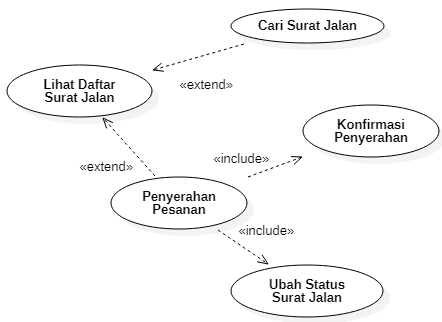 Cari Surat Jalan
Lihat Daftar
Surat Jalan
«extend»
Konfirmasi
Penyerahan
«extend»
«include»
Penyerahan
Pesanan
«include»
Ubah Status
Surat Jalan